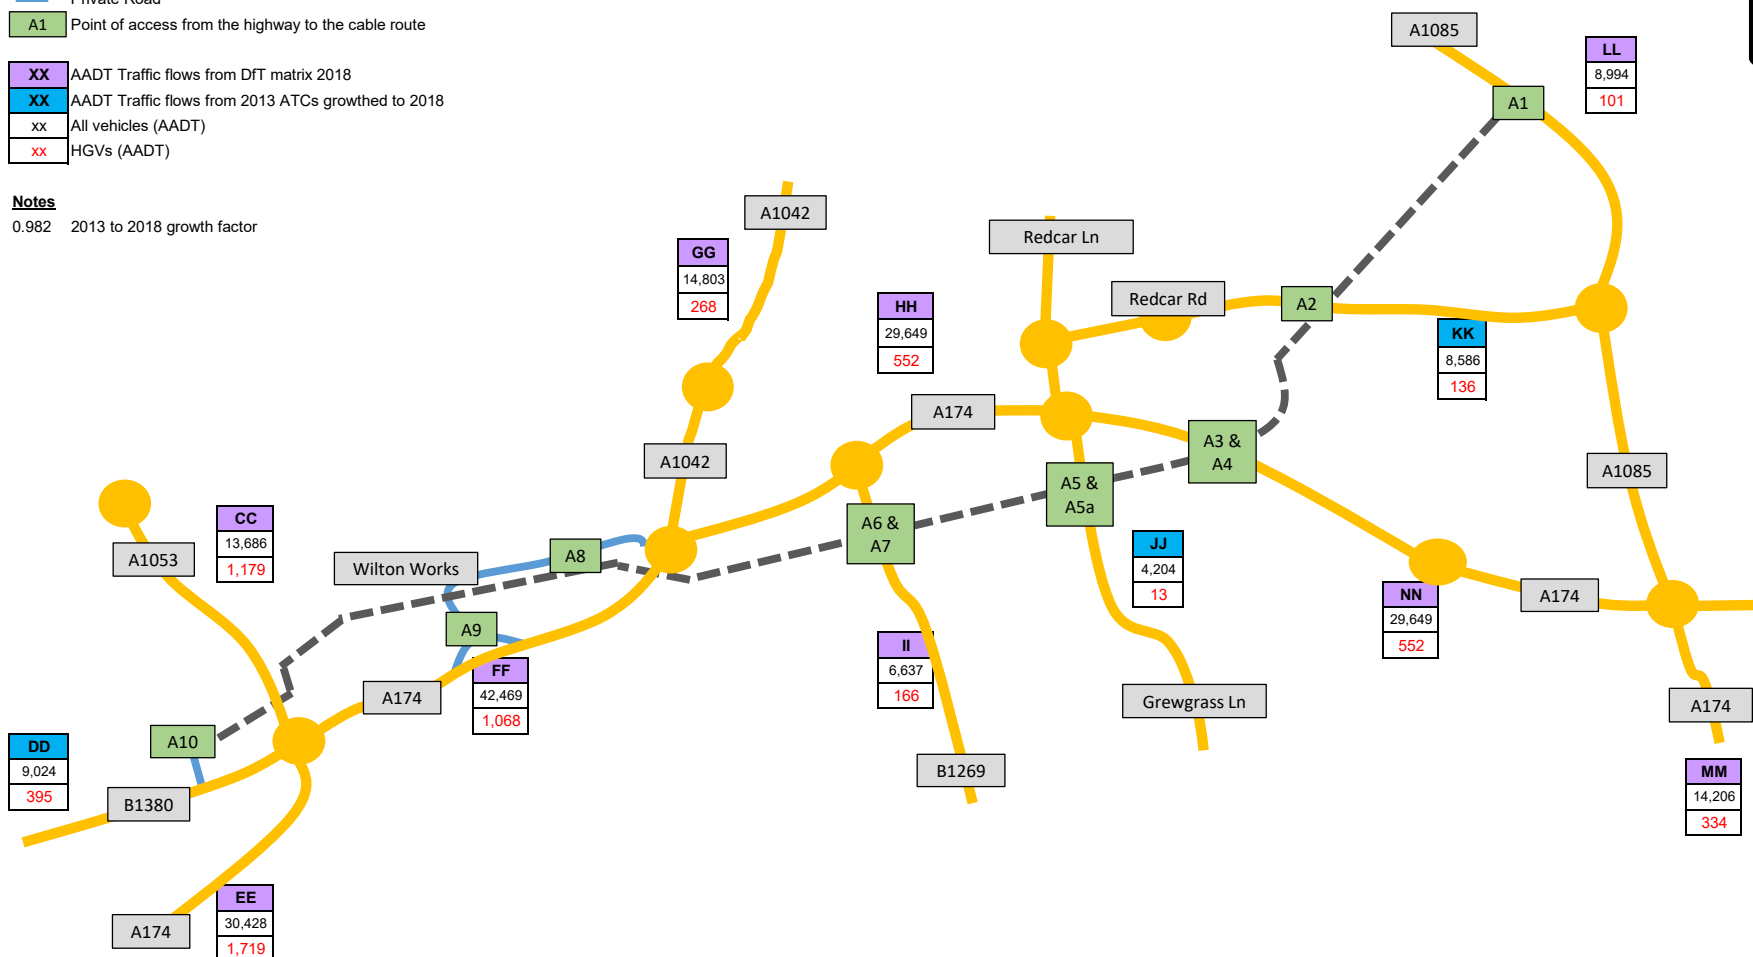 Private Road
A1 Point of access from the highway to the cable route
XX AADT Traffic flows from DfT matrix 2018
XX AADT Traffic flows from 2013 ATCs growthed to 2018
xx All vehicles (AADT)
xx HGVs (AADT)
Notes
0.982 2013 to 2018 growth factor
A1085
LL
8,994
101
A1
A1042
GG
14,803
268
Redcar Ln
HH
29,649
552
Redcar Rd
A2
KK
8,586
136
A174
A3 &
A4
A1042
A1085
A5 &
A5a
CC
13,686
1,179
A6 &
A7
A1053
Wilton Works
A8
JJ
4,204
13
A9
NN
29,649
552
A174
FF
42,469
1,068
II
6,637
166
A174
Grewgrass Ln
A174
A10
DD
9,024
395
B1380
B1269
MM
14,206
334
EE
30,428
1,719
A174